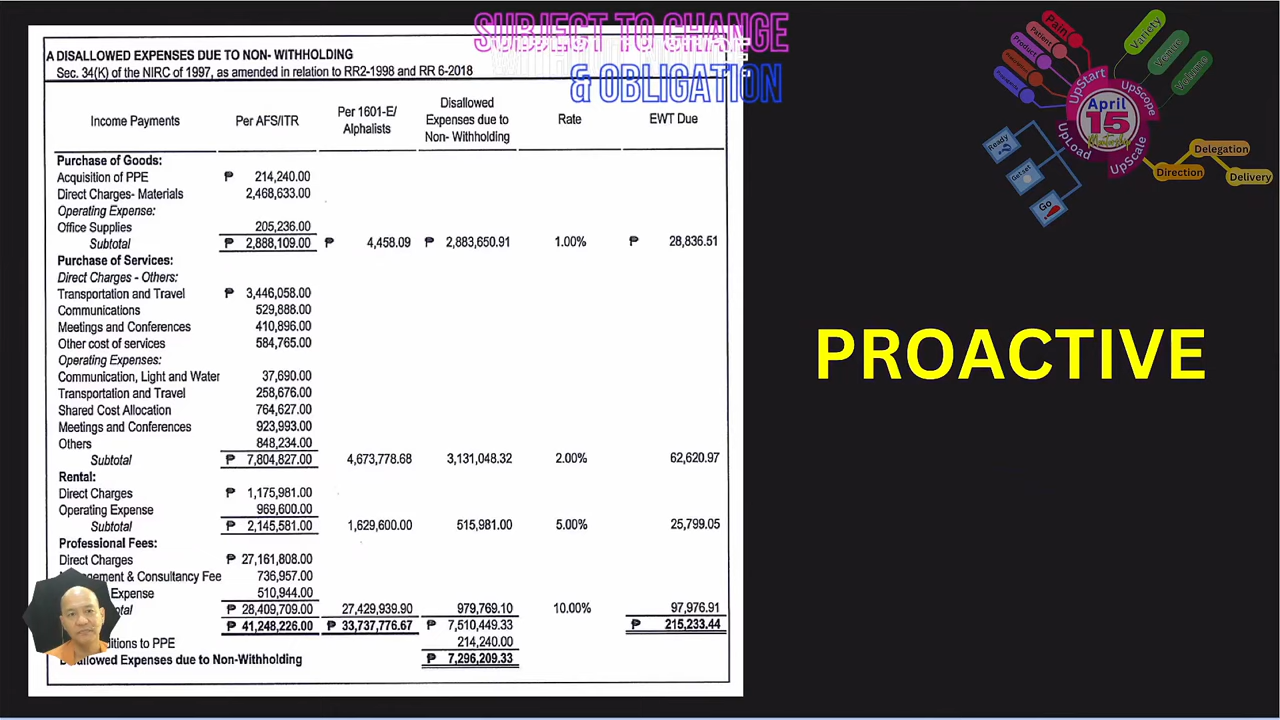 SUBJECT TO CHANGE
& OBLIGATION
A DISALLOWED EXPENSES DUE TO NON- WITHHOLDING
Sec. 34(K) of the NIRC of 1997, as amended in relation to RR2-1998 and RR 6-2018
Income Payments Per AFS/ITR Per 1601-E/ Alphalists Disallowed Expenses due to Non- Withholding Rate EWT Due
Purchase of Goods:
Acquisition of PPE ₱ 214,240.00
Direct Charges- Materials 2,468,633.00
Operating Expense:
Office Supplies 205,236.00
Subtotal ₱ 2,888,109.00 ₱ 4,458.09 ₱ 2,883,650.91 1.00% ₱ 28,836.51
Purchase of Services:
Direct Charges - Others:
Transportation and Travel ₱ 3,446,058.00
Communications 529,888.00
Meetings and Conferences 410,896.00
Other cost of services 584,765.00
Operating Expenses:
Communication, Light and Water 37,690.00
Transportation and Travel 258,676.00
Shared Cost Allocation 764,627.00
Meetings and Conferences 923,993.00
Others 848,234.00
Subtotal ₱ 7,804,827.00 4,673,778.68 3,131,048.32 2.00% 62,620.97
Rental:
Direct Charges ₱ 1,175,981.00
Operating Expense 969,600.00
Subtotal ₱ 2,145,581.00 1,629,600.00 515,981.00 5.00% 25,799.05
Professional Fees:
Direct Charges ₱ 27,161,808.00
& Consultancy Fee 736,957.00
Expense 510,944.00
₱ 28,409,709.00 27,429,939.90 979,769.10 10.00% 97,976.91
₱ 41,248,226.00 ₱ 33,737,776.67 ₱ 7,510,449.33 ₱ 215,233.44
to PPE 214,240.00
Expenses due to Non-Withholding ₱ 7,296,209.33
PROACTIVE
Pain
Patient
Product
Variety
Venue
Volume
UpStart
UpScope
UpLoad
UpScale
April
15
Ready
Getset
Go
Direction
Delegation
Delivery